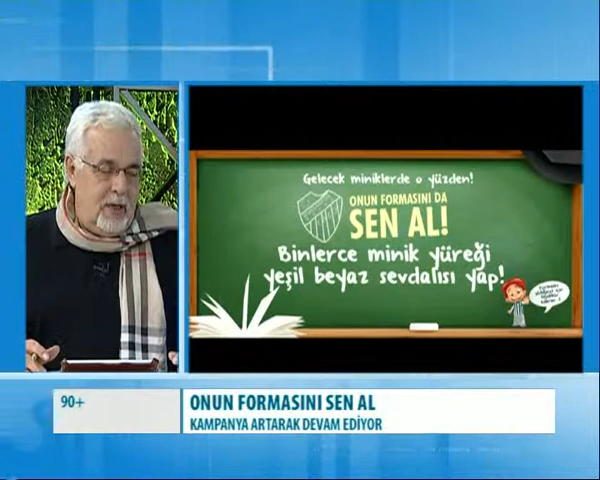 Gelecek miniklerde o yüzden!
ONUN FORMASINI DA
SEN AL!
Binlerce minik yüreği
yeşil beyaz sevdalısı yap!
90+
ONUN FORMASINI SEN AL
KAMPANYA ARTARAK DEVAM EDİYOR